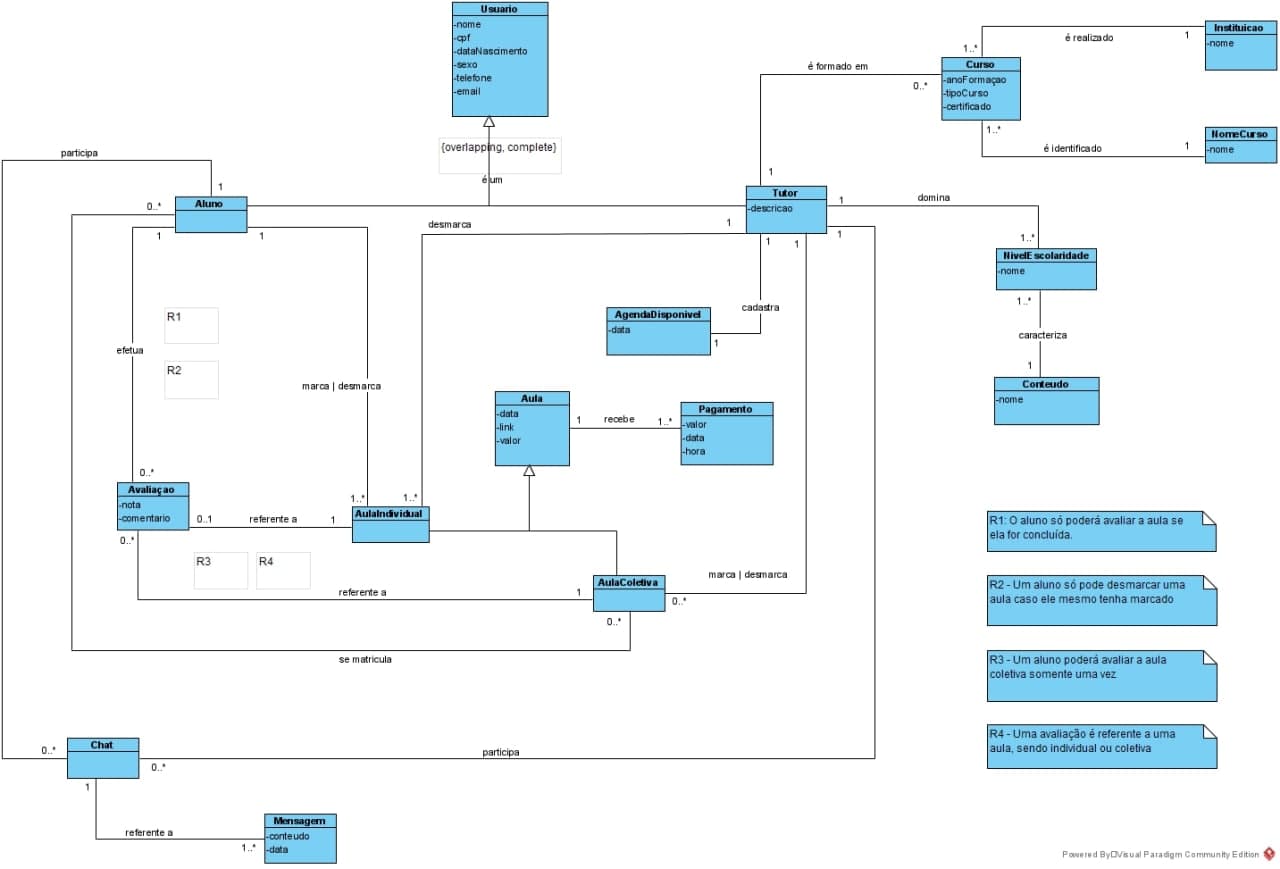 Usuario
-nome
-cpf
-dataNascimento
-sexo
-telefone
-email
{overlapping, complete}
é um
Instituicao
-nome
é realizado
1
1..*
Curso
-anoFormaçao
-tipoCurso
-certificado
é formado em
0..*
1..*
NomeCurso
-nome
é identificado
1
participa
1
0..*
Aluno
1
1
1
Tutor
-descricao
1
domina
1..*
desmarca
1
1
1
1
NivelEscolaridade
-nome
1..*
caracteriza
1
Conteudo
-nome
AgendaDisponivel
-data
1
cadastra
R1
R2
efetua
marca | desmarca
Aula
-data
-link
-valor
1
recebe
1..*
Pagamento
-valor
-data
-hora
0..*
Avaliaçao
-nota
-comentario
0..1
referente a
1
1..*
1..*
AulaIndividual
0..*
R3
R4
referente a
1
AulaColetiva
marca | desmarca
0..*
0..*
se matricula
R1: O aluno só poderá avaliar a aula se
ela for concluída.
R2 - Um aluno só pode desmarcar uma
aula caso ele mesmo tenha marcado
R3 - Um aluno poderá avaliar a aula
coletiva somente uma vez
R4 - Uma avaliação é referente a uma
aula, sendo individual ou coletiva
0..*
Chat
0..*
participa
1
referente a
1..*
Mensagem
-conteudo
-data
Powered By Visual Paradigm Community Edition